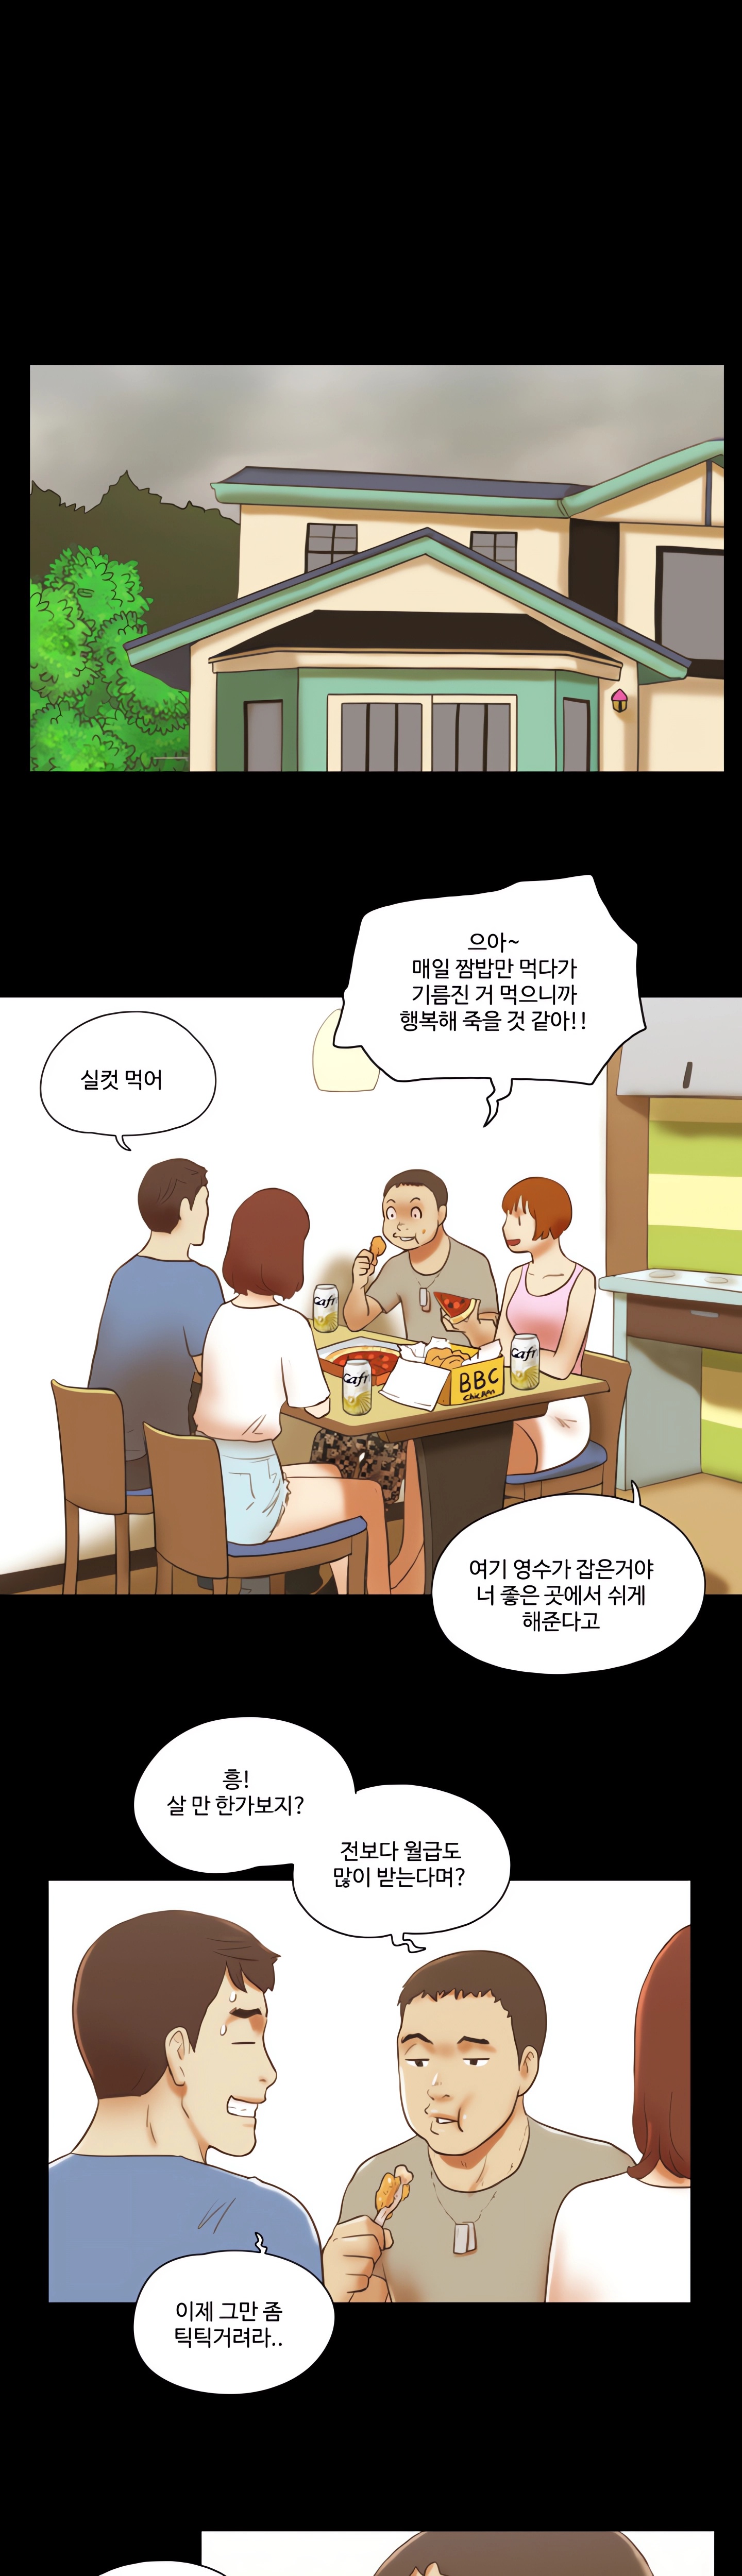 으아~
매일 짬밥만 먹다가
기름진 거 먹으니까
행복해 죽을 것 같아!!
실컷 먹어
Cafr
Cafr
Cafr
BBC
chicken
여기 영수가 잡은거야
너 좋은 곳에서 쉬게
해준다고
흥!
살 만 한가보지?
전보다 월급도
많이 받는다며?
이제 그만 좀
틱틱거려라..